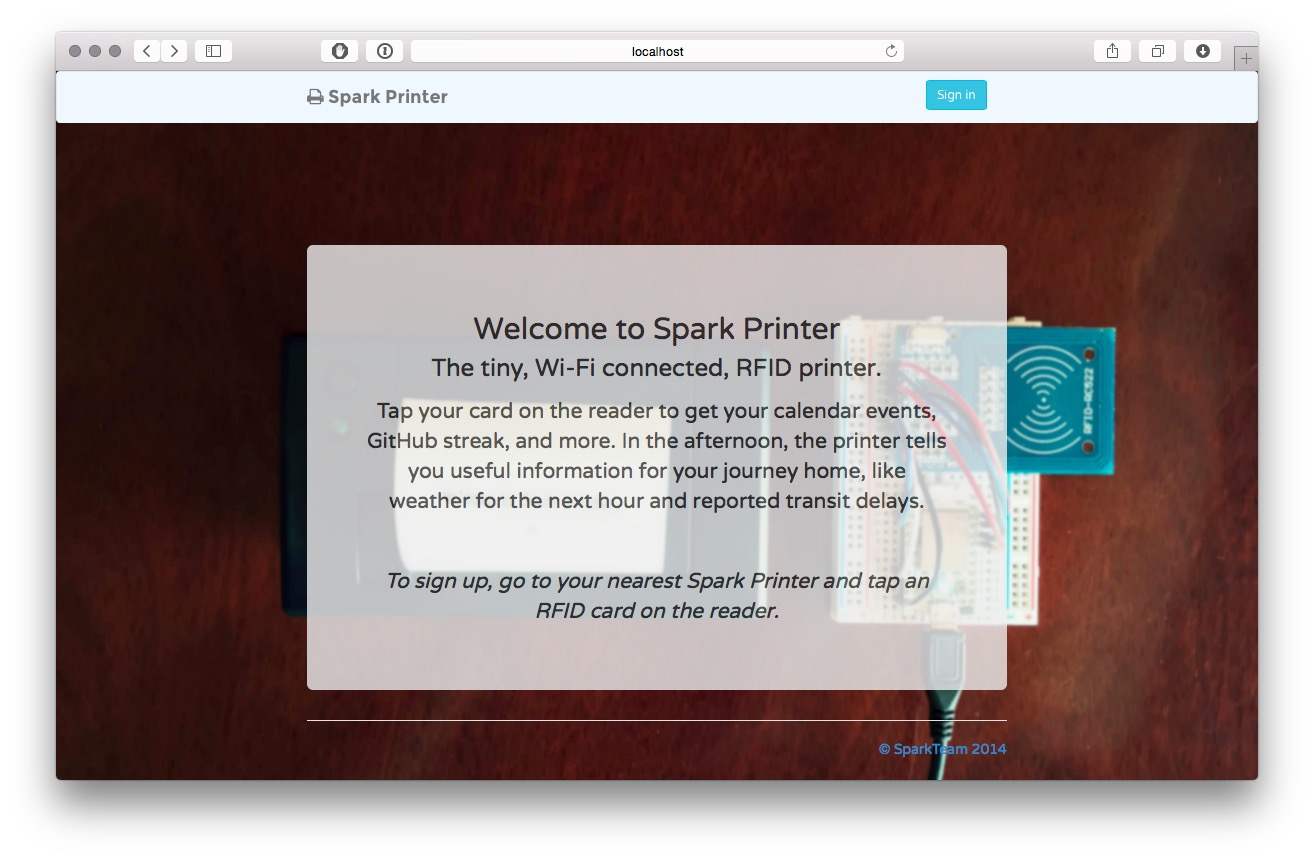 localhost
Spark Printer
Sign in
Welcome to Spark Printer
The tiny, Wi-Fi connected, RFID printer.
Tap your card on the reader to get your calendar events,
GitHub streak, and more. In the afternoon, the printer tells
you useful information for your journey home, like
weather for the next hour and reported transit delays.
RFID-RC522
To sign up, go to your nearest Spark Printer and tap an
RFID card on the reader.
© SparkTeam 2014